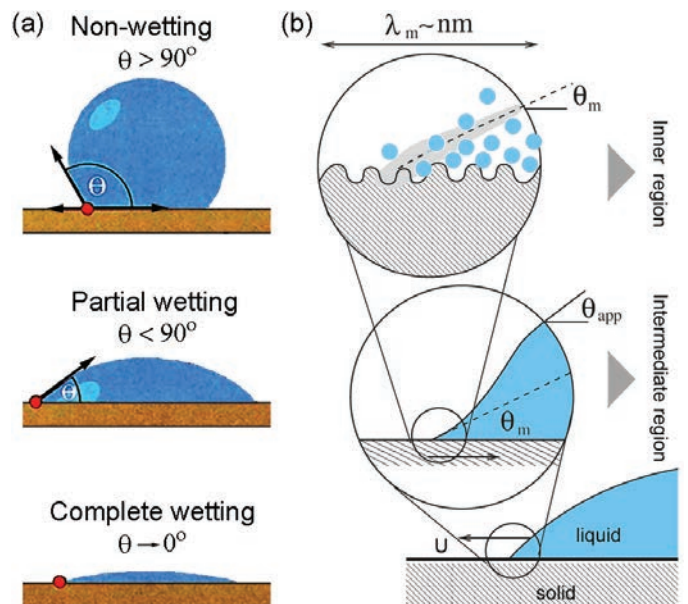 (a)
Non-wetting
θ > 90°
θ
Partial wetting
θ < 90°
θ
Complete wetting
θ → 0°
(b)
λm ~ nm
θm
Inner region
θapp
θm
Intermediate region
U
liquid
solid